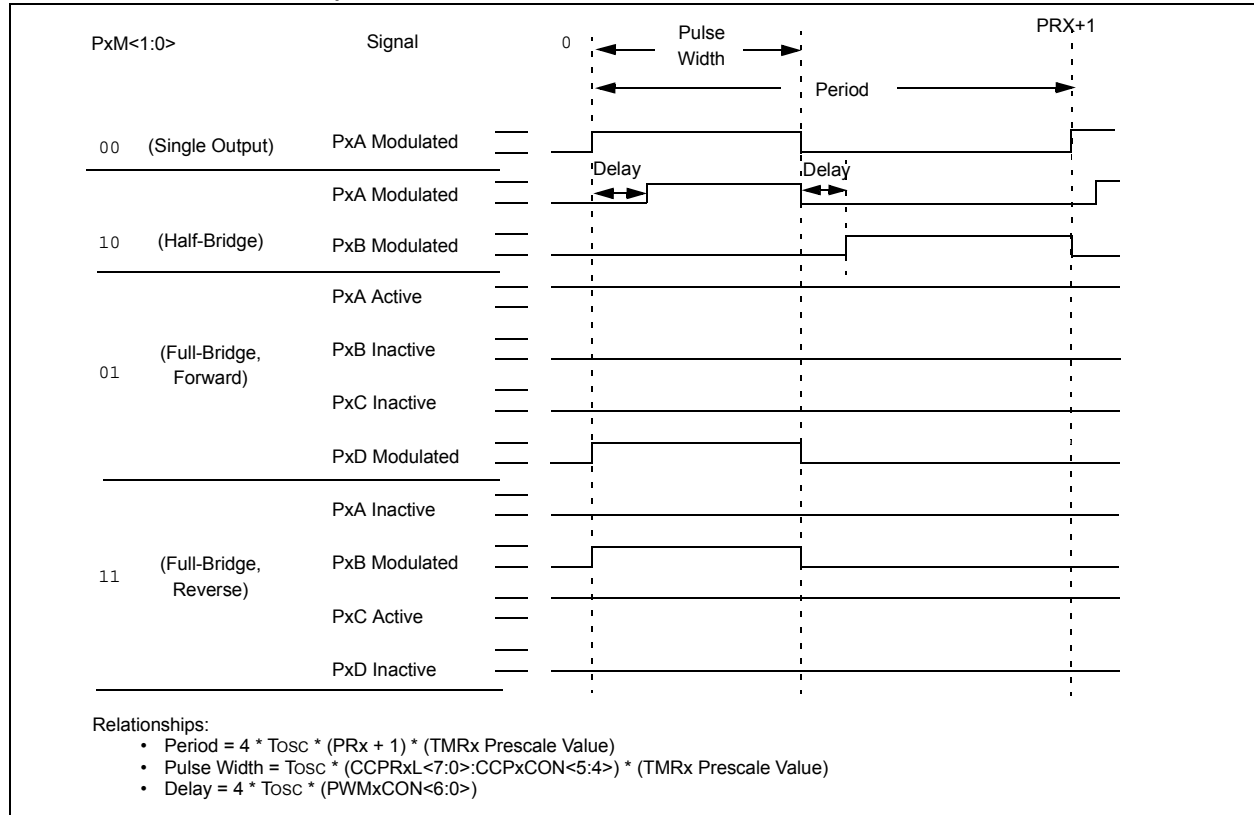 PxM<1:0> Signal 0 Pulse Width PRX+1
Period
00 (Single Output) PxA Modulated
Delay Delay
PxA Modulated
10 (Half-Bridge) PxB Modulated
PxA Active
01 (Full-Bridge, Forward) PxB Inactive
PxC Inactive
PxD Modulated
PxA Inactive
11 (Full-Bridge, Reverse) PxB Modulated
PxC Active
PxD Inactive
Relationships:
• Period = 4 * TOSC * (PRx + 1) * (TMRx Prescale Value)
• Pulse Width = TOSC * (CCPRxL<7:0>:CCPxCON<5:4>) * (TMRx Prescale Value)
• Delay = 4 * TOSC * (PWMxCON<6:0>)